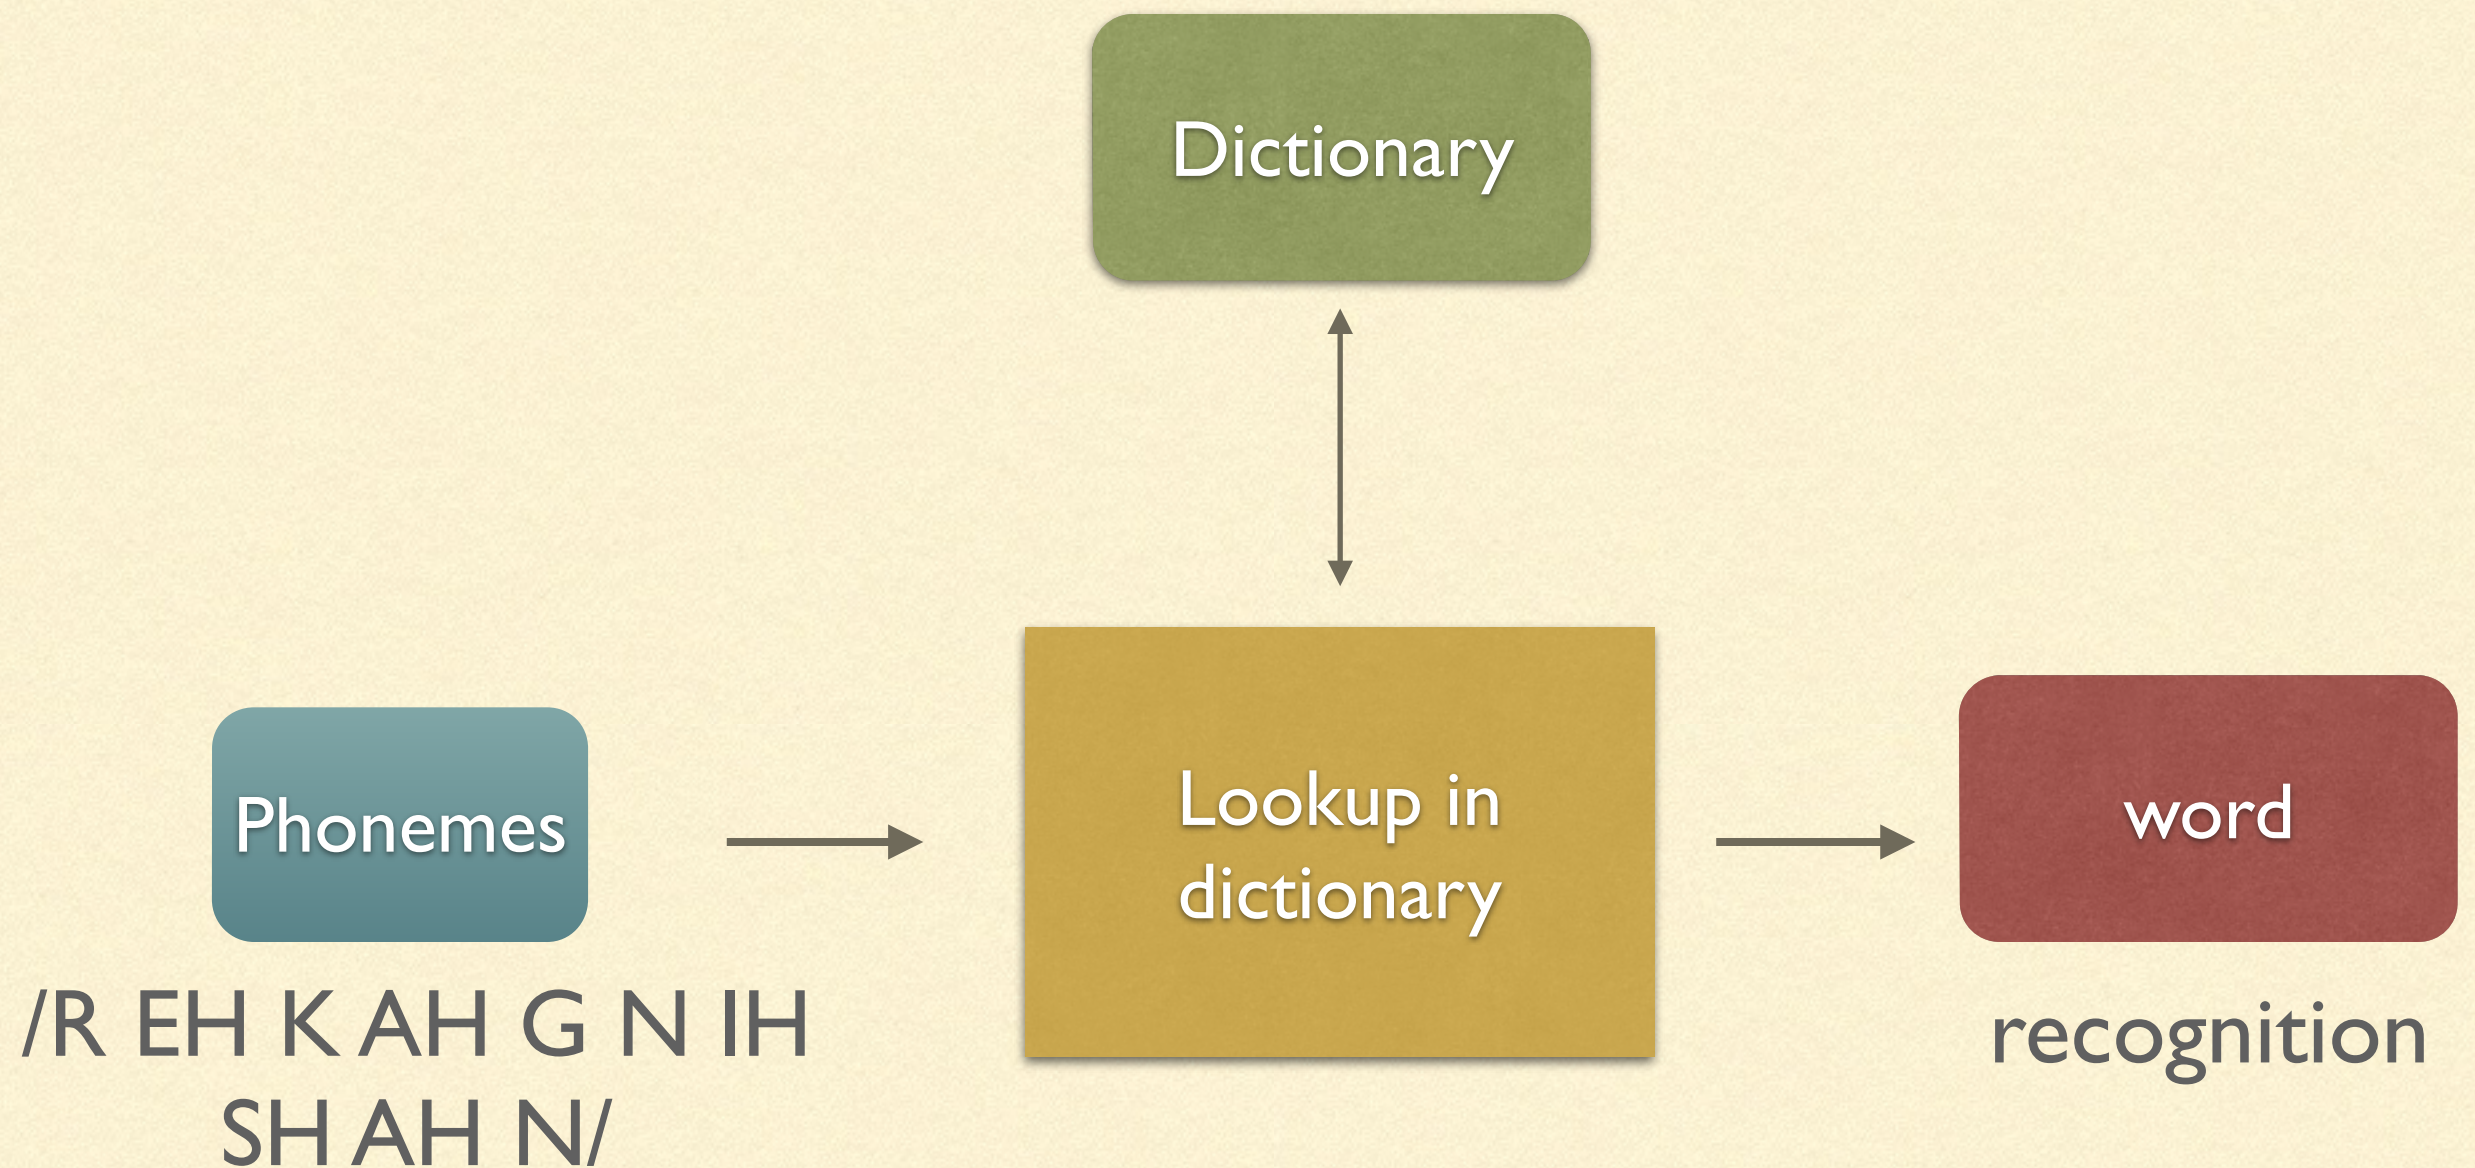 Dictionary
Phonemes
/R EH K AH G N IH
SH AH N/
Lookup in
dictionary
word
recognition